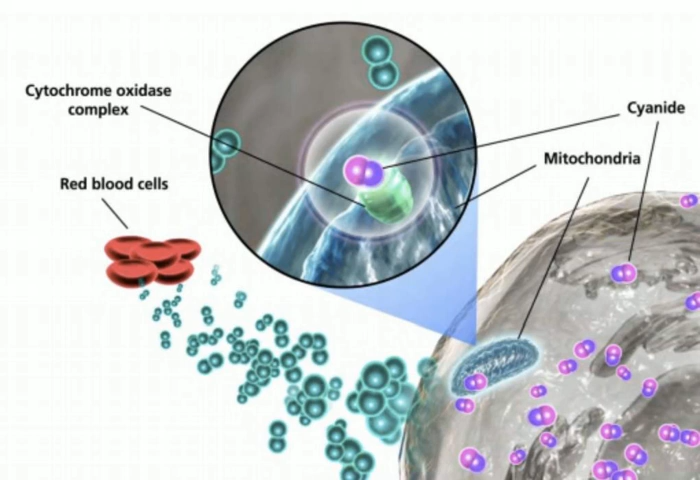 Cytochrome oxidase
complex
Cyanide
Mitochondria
Red blood cells